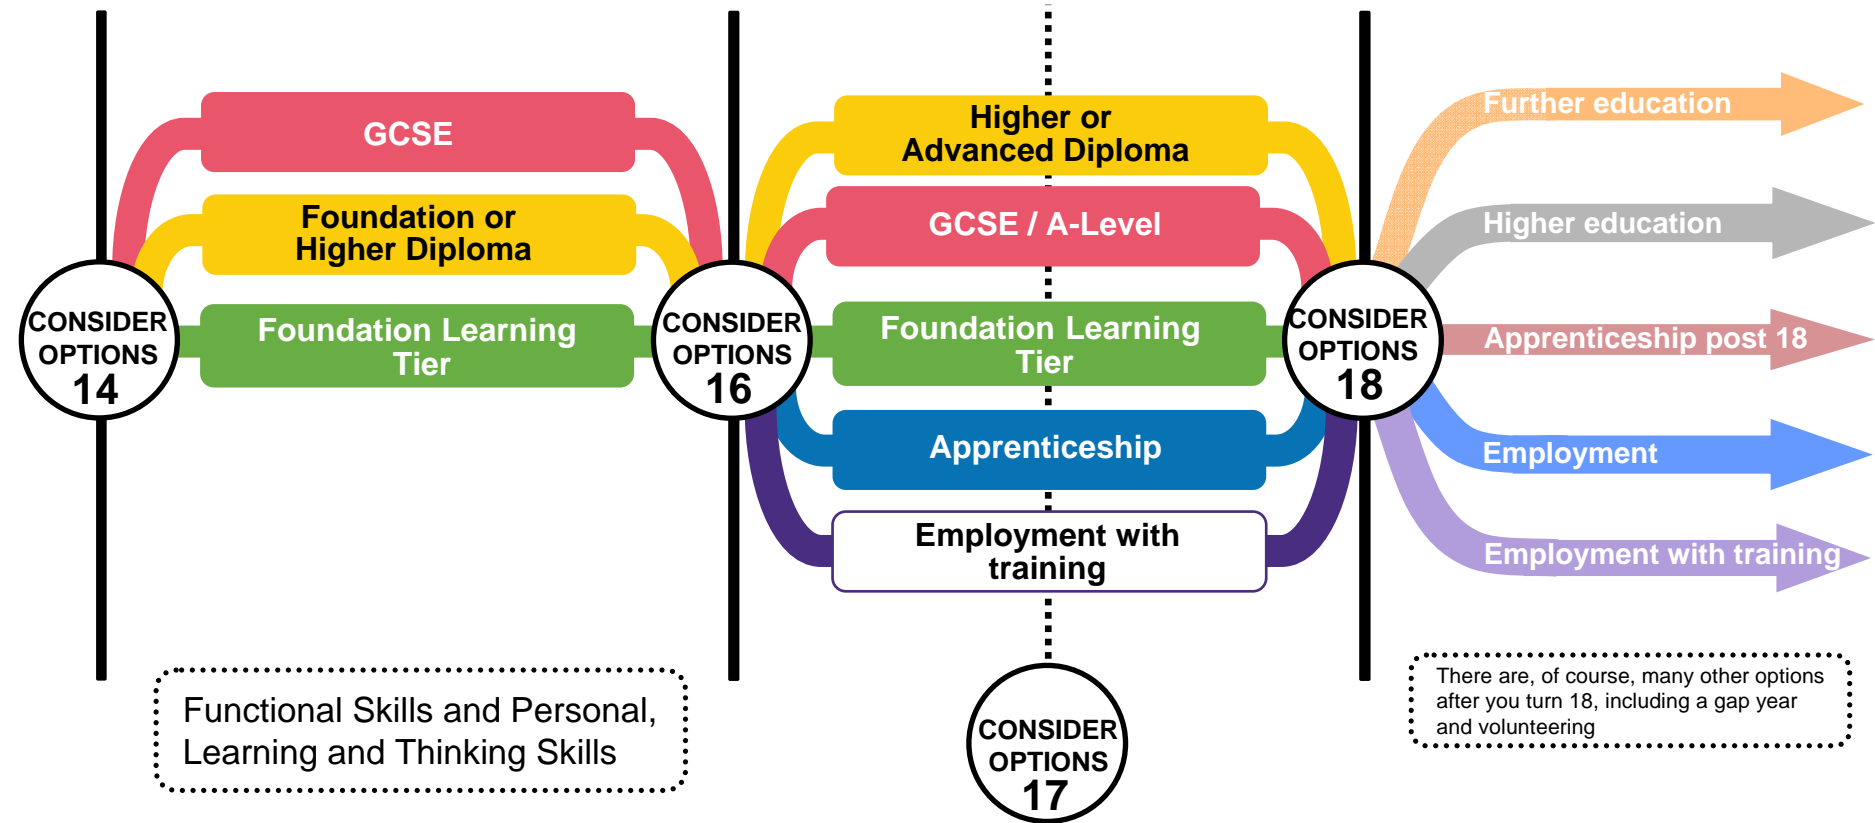 CONSIDER
OPTIONS
14
GCSE
Foundation or
Higher Diploma
Foundation Learning
Tier
Functional Skills and Personal,
Learning and Thinking Skills
CONSIDER
OPTIONS
16
Higher or
Advanced Diploma
GCSE / A-Level
Foundation Learning
Tier
Apprenticeship
Employment with
training
CONSIDER
OPTIONS
17
CONSIDER
OPTIONS
18
Further education
Higher education
Apprenticeship post 18
Employment
Employment with training
There are, of course, many other options
after you turn 18, including a gap year
and volunteering